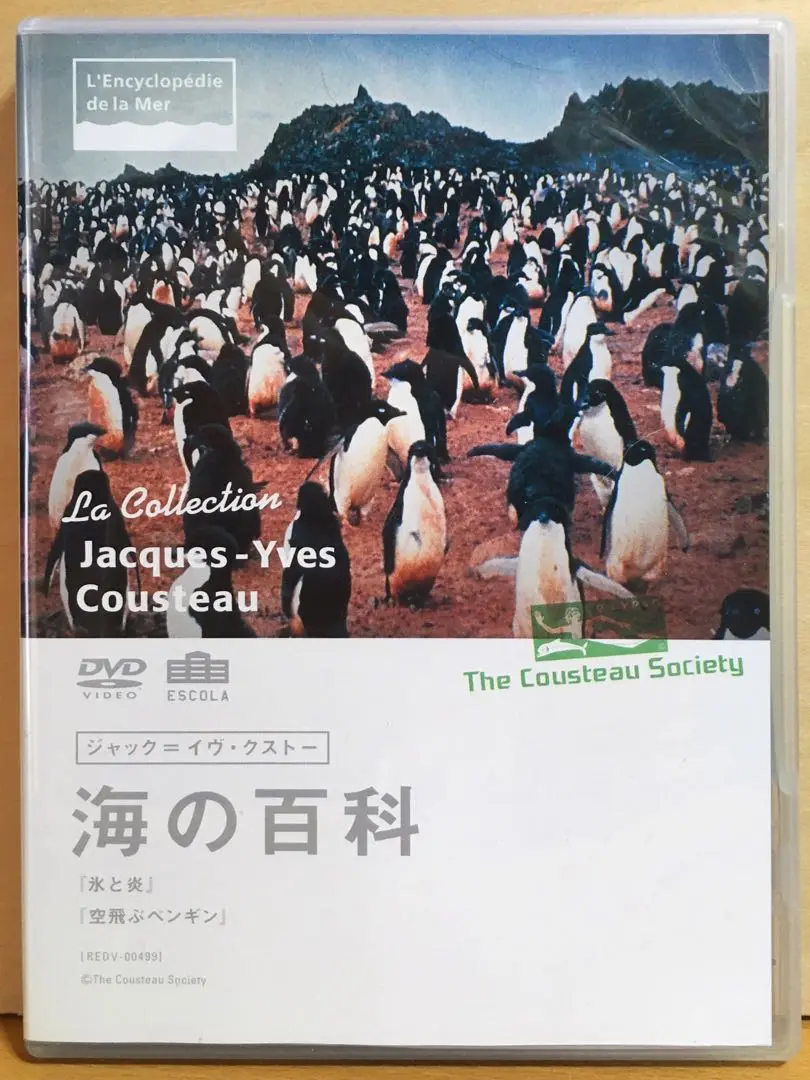 L'Encyclopédie
de la Mer
La Collection
Jacques-Yves
Cousteau
DVD
VIDEO
ESCOLA
The Cousteau Society
ジャック=イヴ・クストー
海の百科
『氷と炎』
『空飛ぶペンギン』
[REDV-00499]
©The Cousteau Society